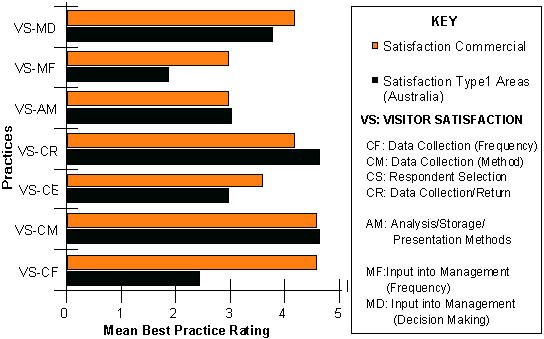 VS-MD
VS-MF
VS-AM
VS-CR
VS-CE
VS-CM
VS-CF
Practices
0 1 2 3 4 5
Mean Best Practice Rating
KEY
Satisfaction Commercial
Satisfaction Type1 Areas
(Australia)
VS: VISITOR SATISFACTION
CF: Data Collection (Frequency)
CM: Data Collection (Method)
CS: Respondent Selection
CR: Data Collection/Return
AM: Analysis/Storage/
Presentation Methods
MF:Input into Management
(Frequency)
MD: Input into Management
(Decision Making)